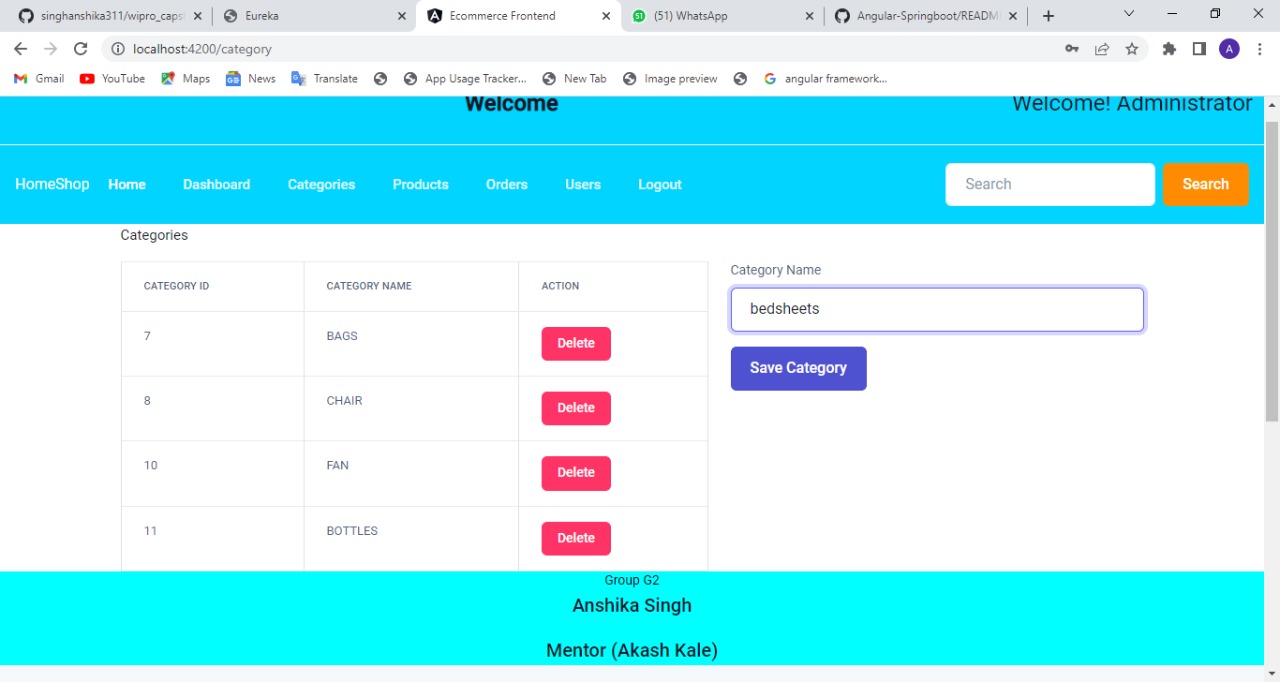 singhanshika311/wipro_caps
Eureka
Ecommerce Frontend
(51) WhatsApp
Angular-Springboot/READM
localhost:4200/category
A
Gmail
YouTube
Maps
News
Translate
App Usage Tracker...
New Tab
Image preview
angular framework...
Welcome
Welcome! Administrator
HomeShop Home Dashboard Categories Products Orders Users Logout
Search
Search
Categories
CATEGORY ID CATEGORY NAME ACTION
7 BAGS Delete
8 CHAIR Delete
10 FAN Delete
11 BOTTLES Delete
Category Name
bedsheets
Save Category
Group G2
Anshika Singh
Mentor (Akash Kale)